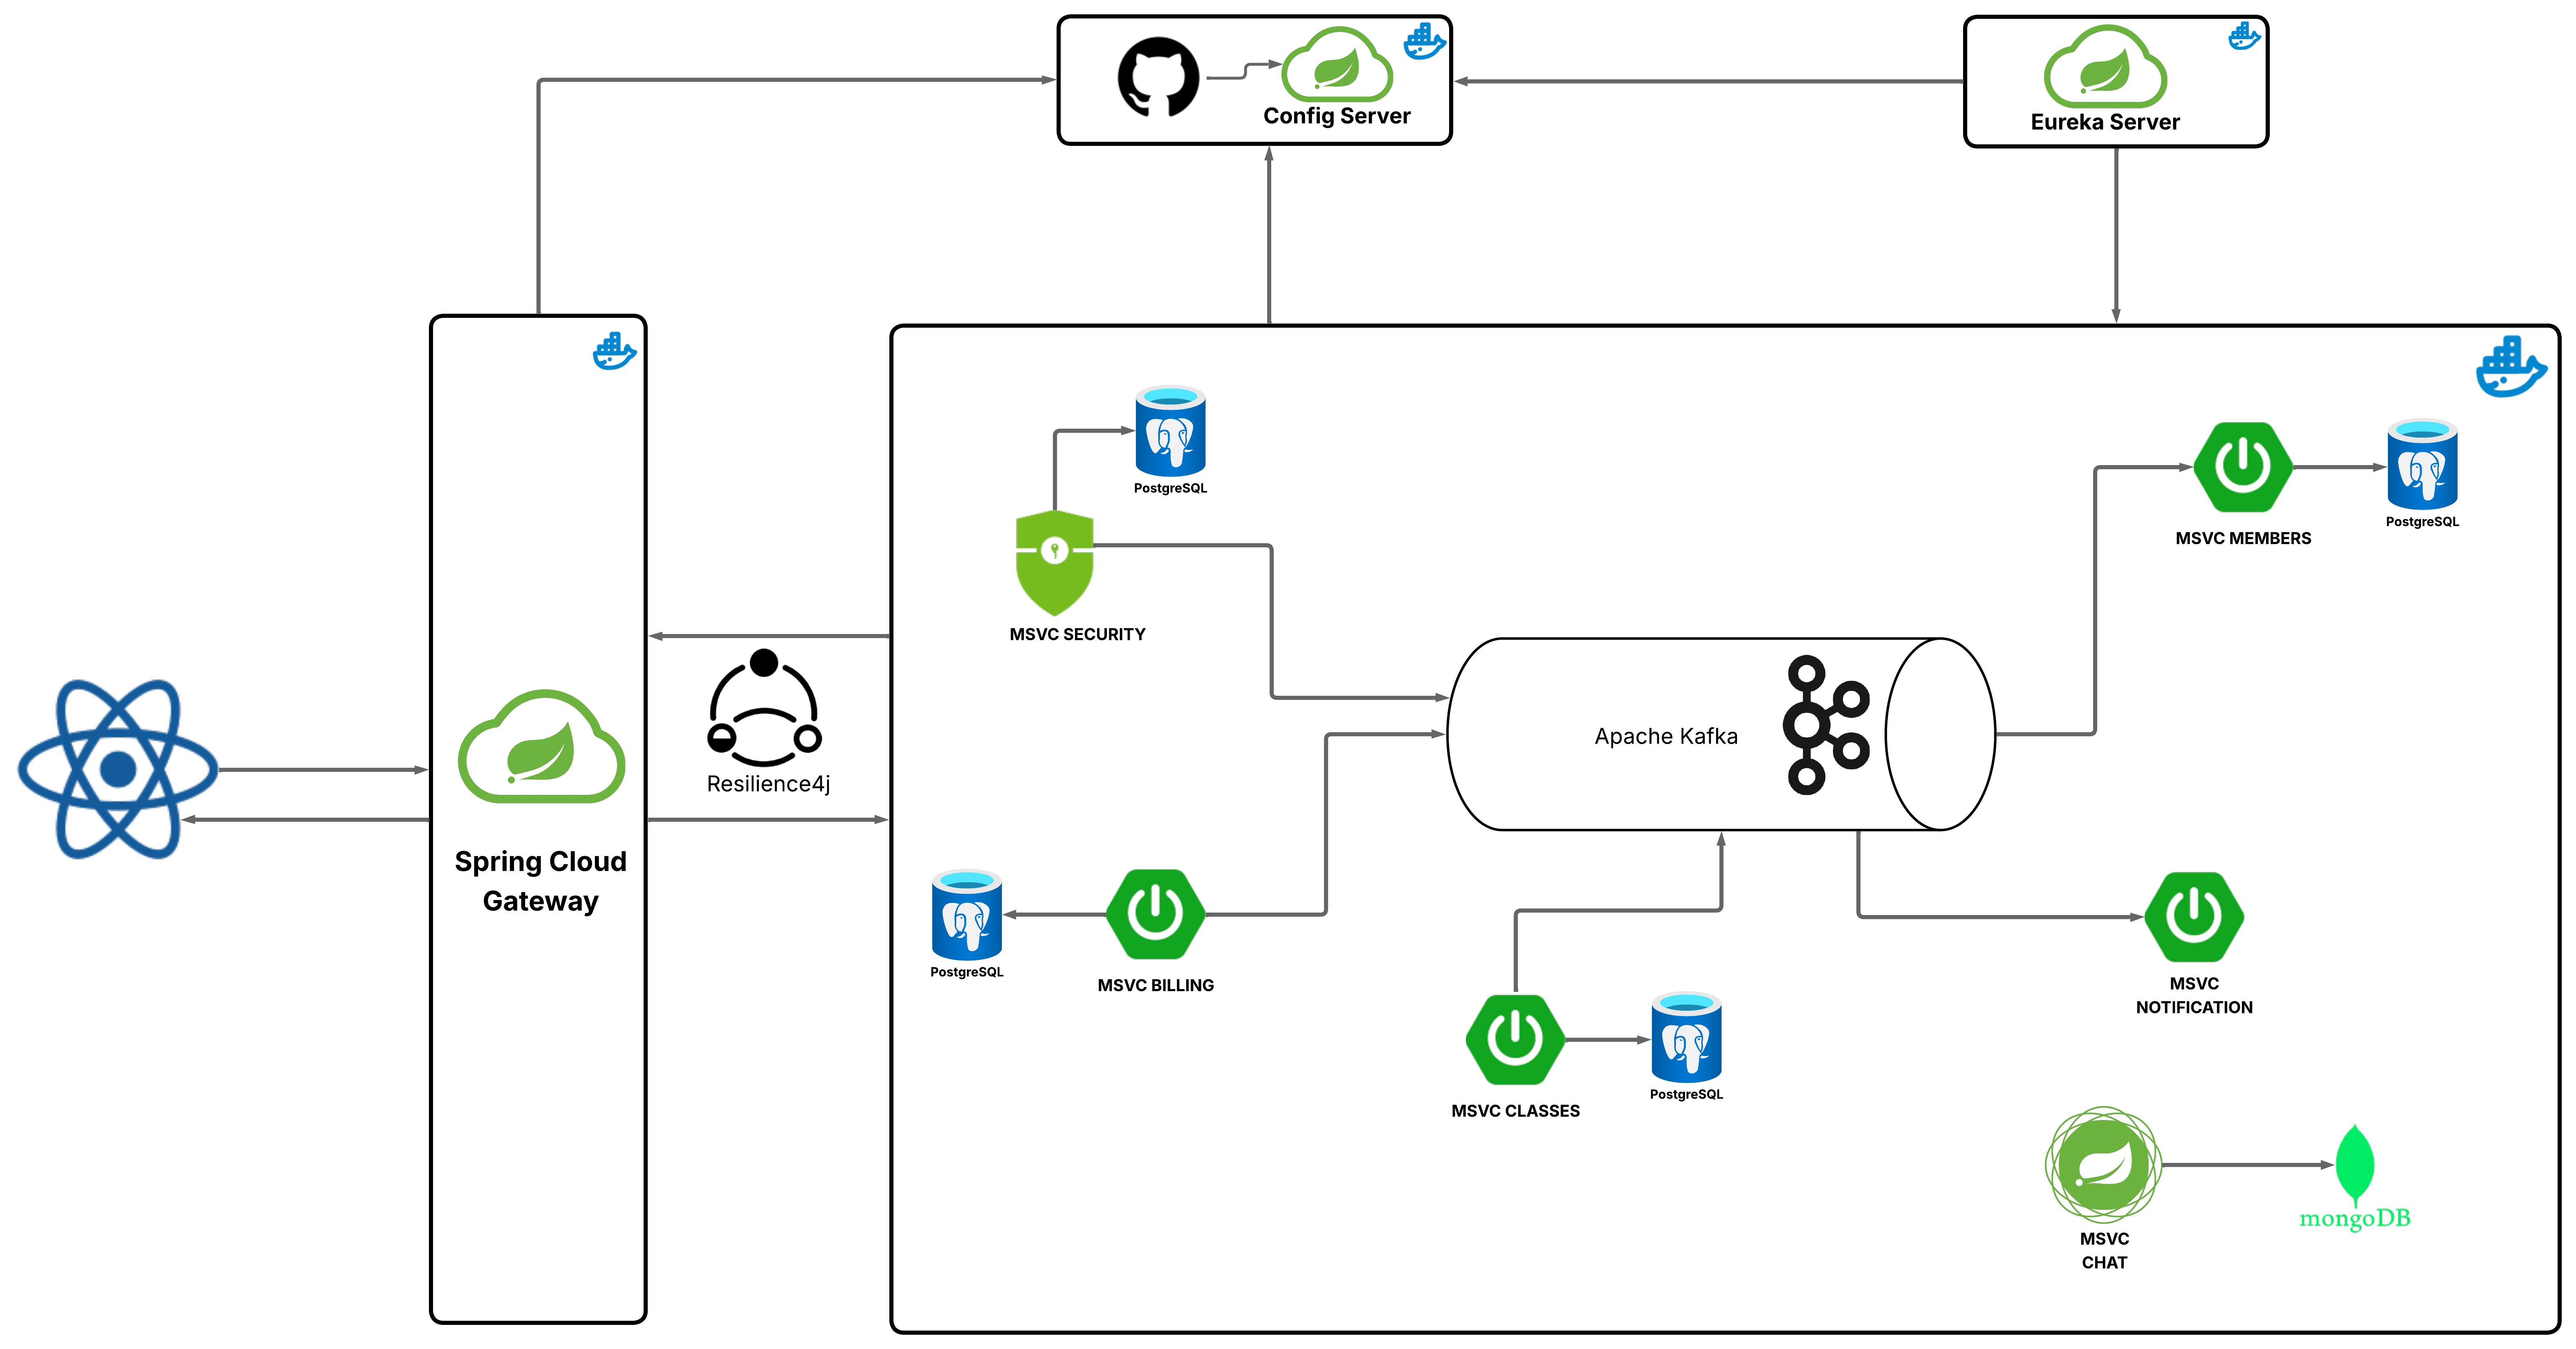 Config Server
Eureka Server
PostgreSQL
PostgreSQL
MSVC MEMBERS
MSVC SECURITY
Apache Kafka
Resilience4j
Spring Cloud
Gateway
PostgreSQL
MSVC BILLING
MSVC
NOTIFICATION
PostgreSQL
MSVC CLASSES
mongoDB
MSVC
CHAT